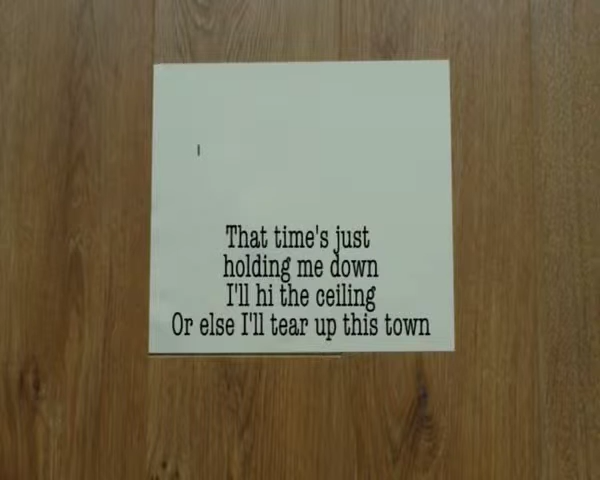 That time's just
holding me down
I'll hi the ceiling
Or else I'll tear up this town